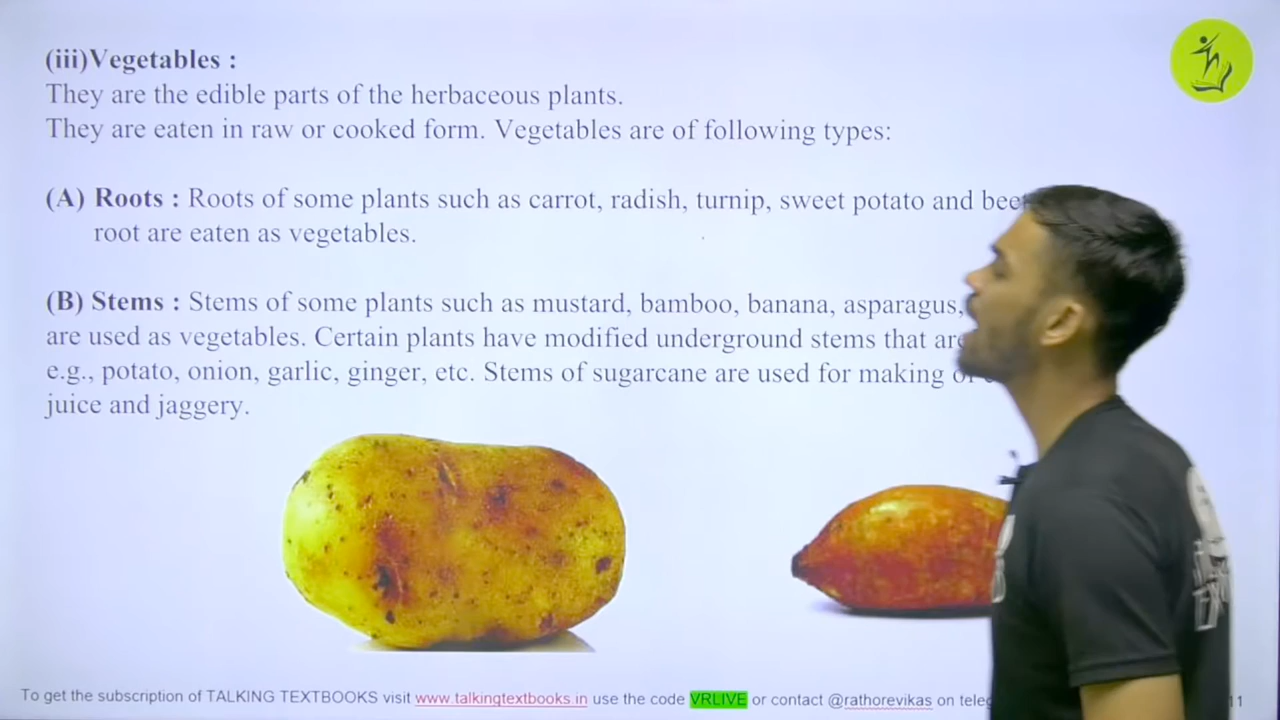 (iii)Vegetables :
They are the edible parts of the herbaceous plants.
They are eaten in raw or cooked form. Vegetables are of following types:
(A) Roots : Roots of some plants such as carrot, radish, turnip, sweet potato and beet
root are eaten as vegetables.
(B) Stems : Stems of some plants such as mustard, bamboo, banana, asparagus,
are used as vegetables. Certain plants have modified underground stems that are
e.g., potato, onion, garlic, ginger, etc. Stems of sugarcane are used for making of
juice and jaggery.
To get the subscription of TALKING TEXTBOOKS visit www.talkingtextbooks.in use the code VRLIVE or contact @rathorevikas on 11